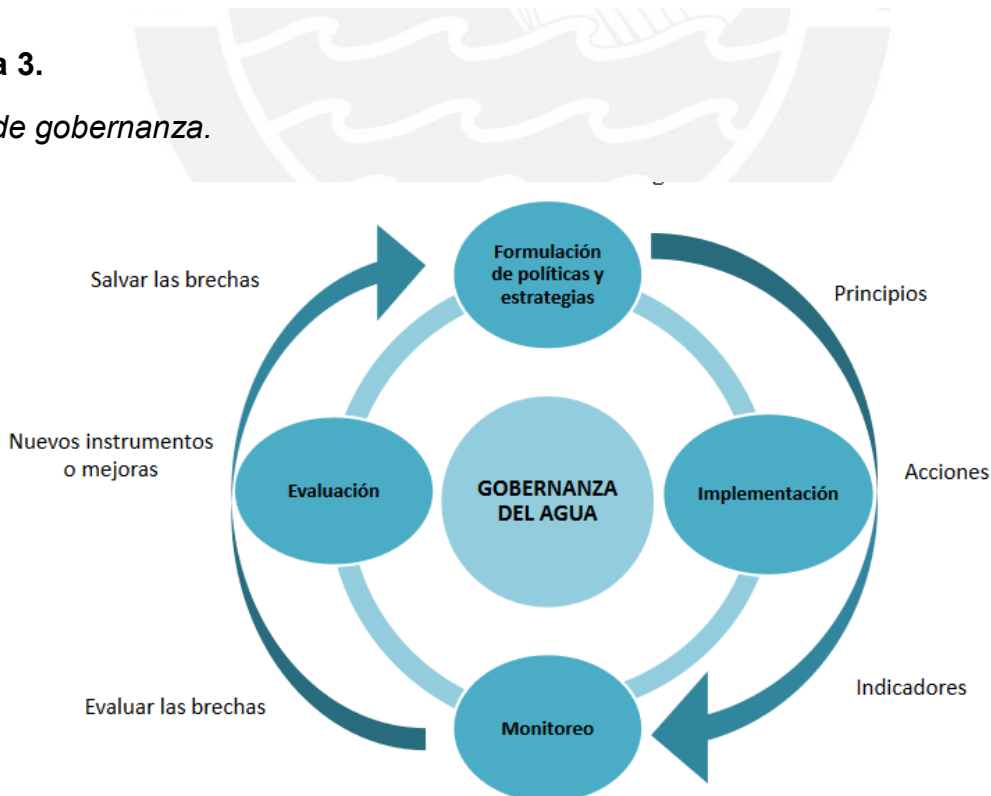 a 3.
de gobernanza.
Formulación
de políticas y
estrategias
Salvar las brechas
Principios
Nuevos instrumentos
o mejoras
Evaluación
GOBERNANZA
DEL AGUA
Implementación
Acciones
Evaluar las brechas
Monitoreo
Indicadores